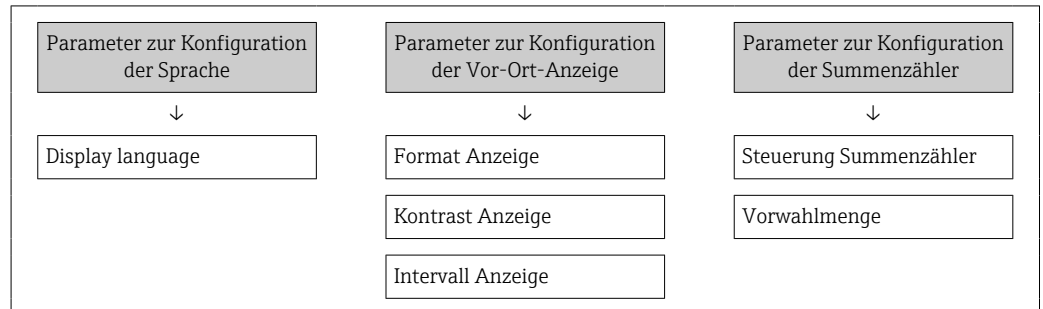 Parameter zur Konfiguration
der Sprache
↓
Display language
Parameter zur Konfiguration
der Vor-Ort-Anzeige
↓
Format Anzeige
Kontrast Anzeige
Intervall Anzeige
Parameter zur Konfiguration
der Summenzähler
↓
Steuerung Summenzähler
Vorwahlmenge